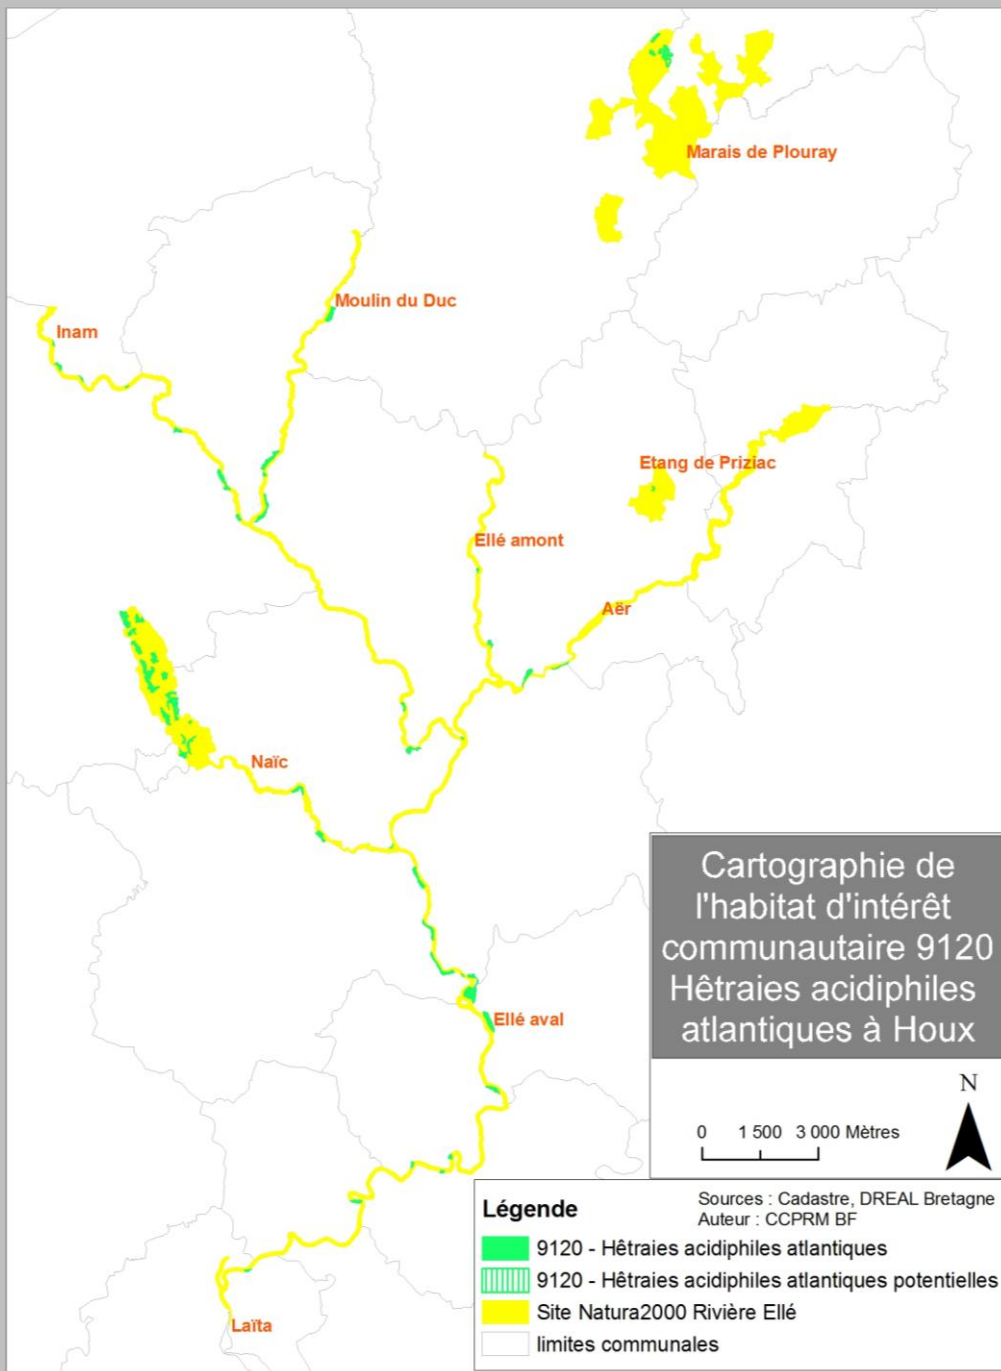 Marais de Plouray
Moulin du Duc
Inam
Etang de Priziac
Ellé amont
Aër
Naïc
Ellé aval
Laïta
Cartographie de
l'habitat d'intérêt
communautaire 9120
Hêtraies acidiphiles
atlantiques à Houx
N
0 1 500 3 000 Mètres
Légende
Sources : Cadastre, DREAL Bretagne
Auteur : CCPRM BF
9120 - Hêtraies acidiphiles atlantiques
9120 - Hêtraies acidiphiles atlantiques potentielles
Site Natura2000 Rivière Ellé
limites communales